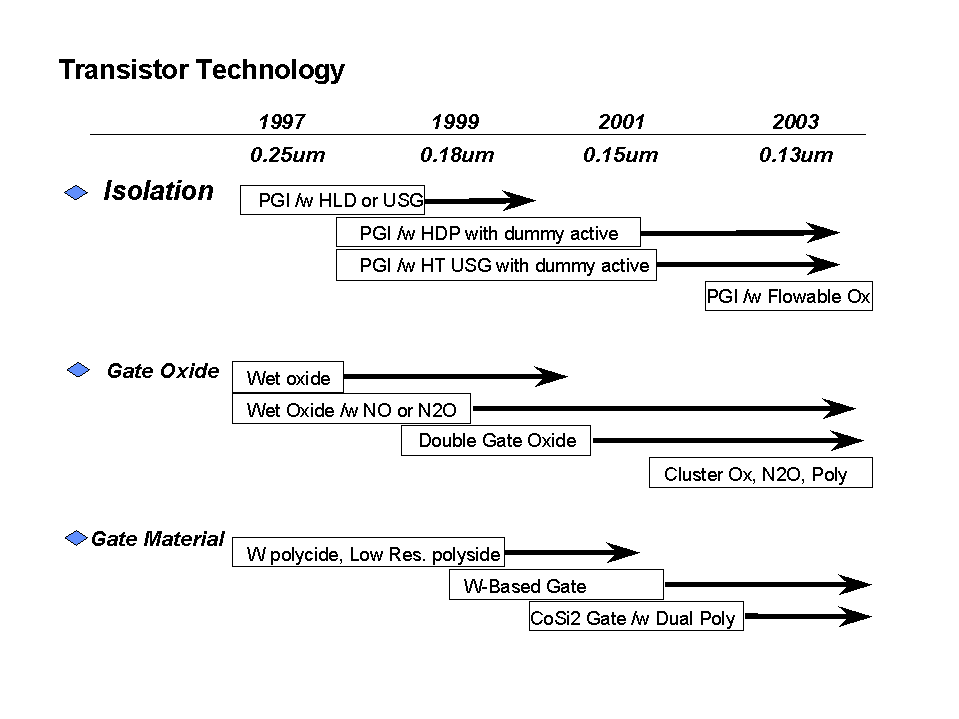 Transistor Technology
1997 1999 2001 2003
0.25um 0.18um 0.15um 0.13um
Isolation
PGI /w HLD or USG
PGI /w HDP with dummy active
PGI /w HT USG with dummy active
PGI /w Flowable Ox
Gate Oxide
Wet oxide
Wet Oxide /w NO or N2O
Double Gate Oxide
Cluster Ox, N2O, Poly
Gate Material
W polycide, Low Res. polyside
W-Based Gate
CoSi2 Gate /w Dual Poly